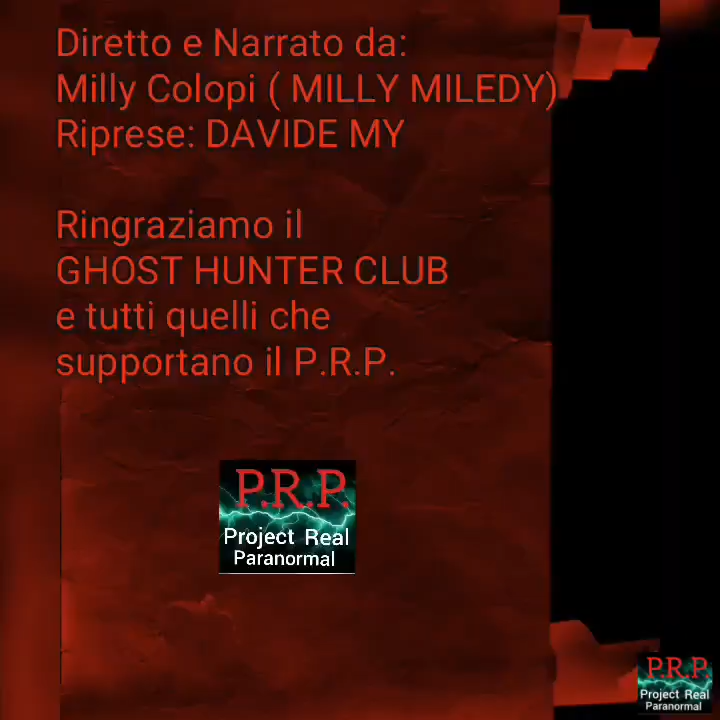 Diretto e Narrato da:
Milly Colopi ( MILLY MILEDY)
Riprese: DAVIDE MY
Ringraziamo il
GHOST HUNTER CLUB
e tutti quelli che
supportano il P.R.P.
P.R.P.
Project Real
Paranormal
P.R.P.
Project Real
Paranormal